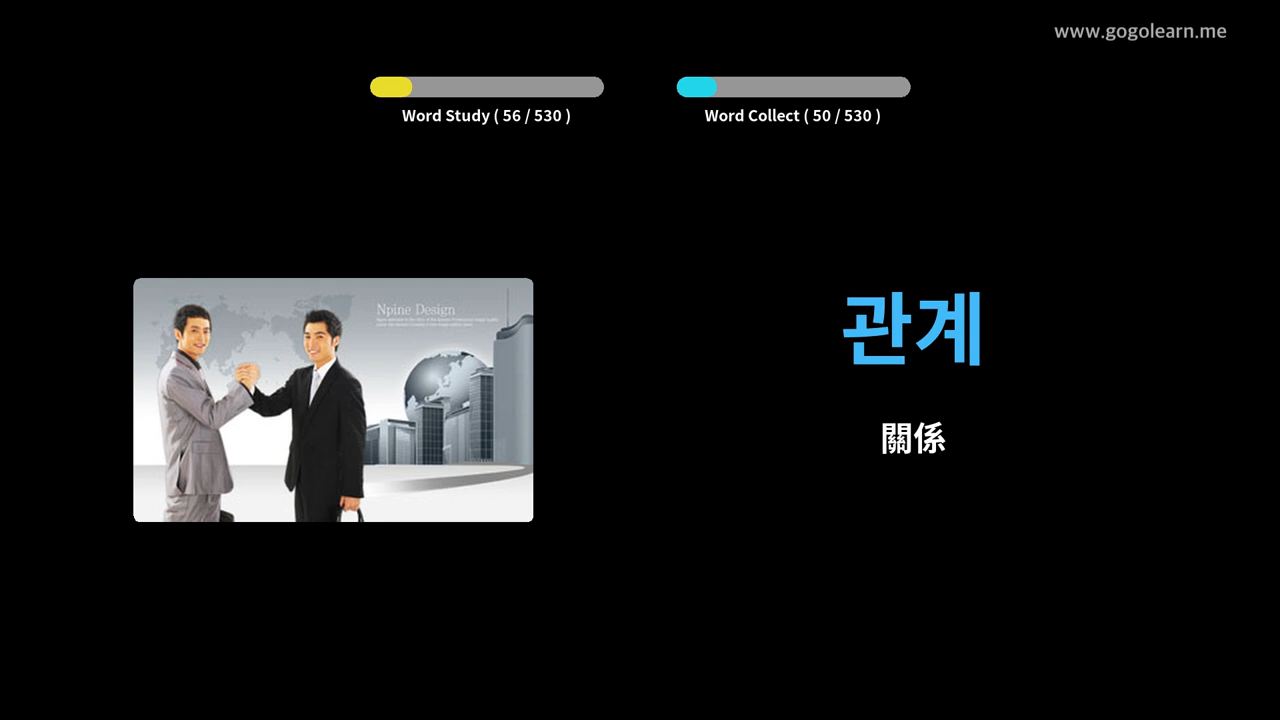 www.gogolearn.me
Word Study ( 56 / 530 )
Word Collect ( 50 / 530 )
Npine Design
관계
關係